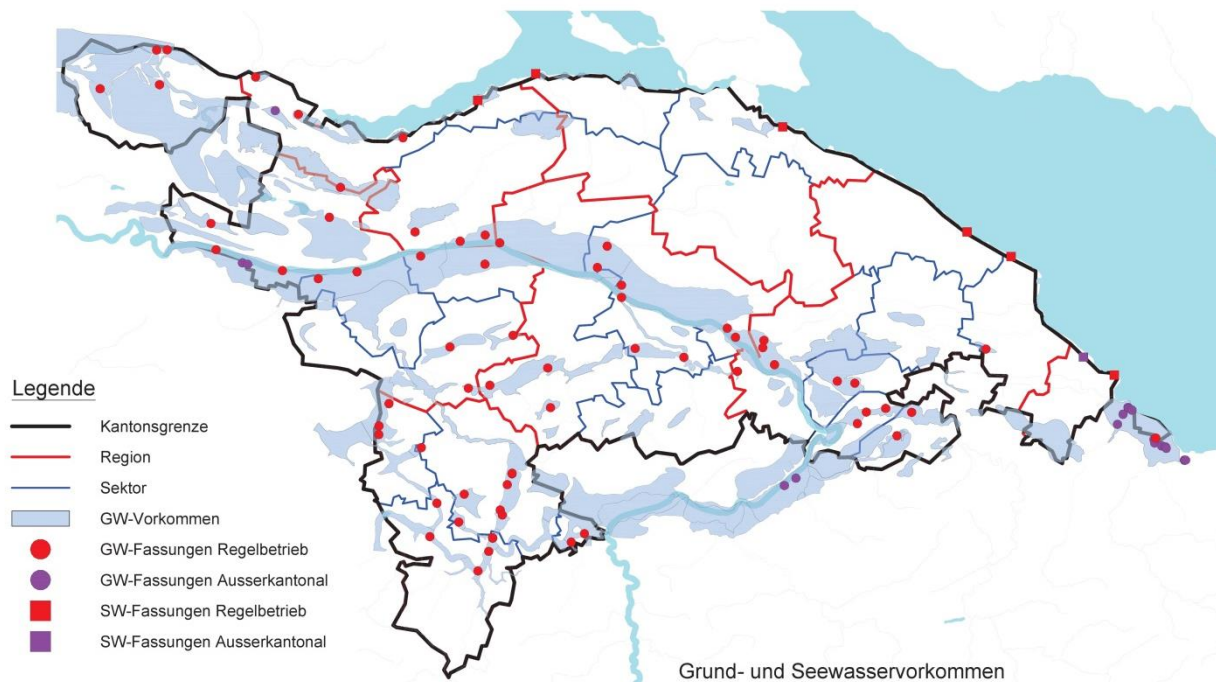 Legende
Kantonsgrenze
Region
Sektor
GW-Vorkommen
GW-Fassungen Regelbetrieb
GW-Fassungen Ausserkantonal
SW-Fassungen Regelbetrieb
SW-Fassungen Ausserkantonal
Grund- und Seewasservorkommen